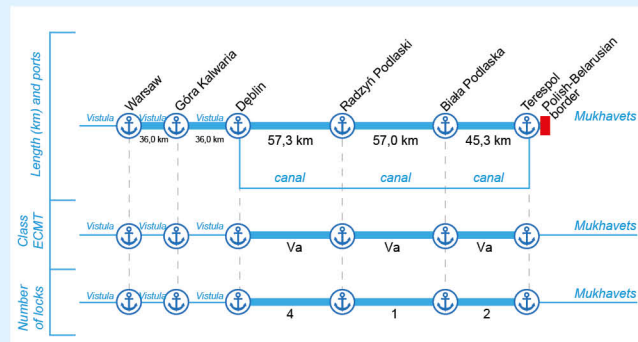 Length (km) and ports
Warsaw
Góra Kalwaria
Dęblin
Radzyń Podlaski
Biała Podlaska
Terespol
Polish-Belarusian
border
Vistula
Vistula
Vistula
Mukhavets
36,0 km
36,0 km
57,3 km
57,0 km
45,3 km
canal
canal
canal
Class
ECMT
Vistula
Vistula
Vistula
Mukhavets
Va
Va
Va
Number
of locks
Vistula
Vistula
Vistula
Mukhavets
4
1
2